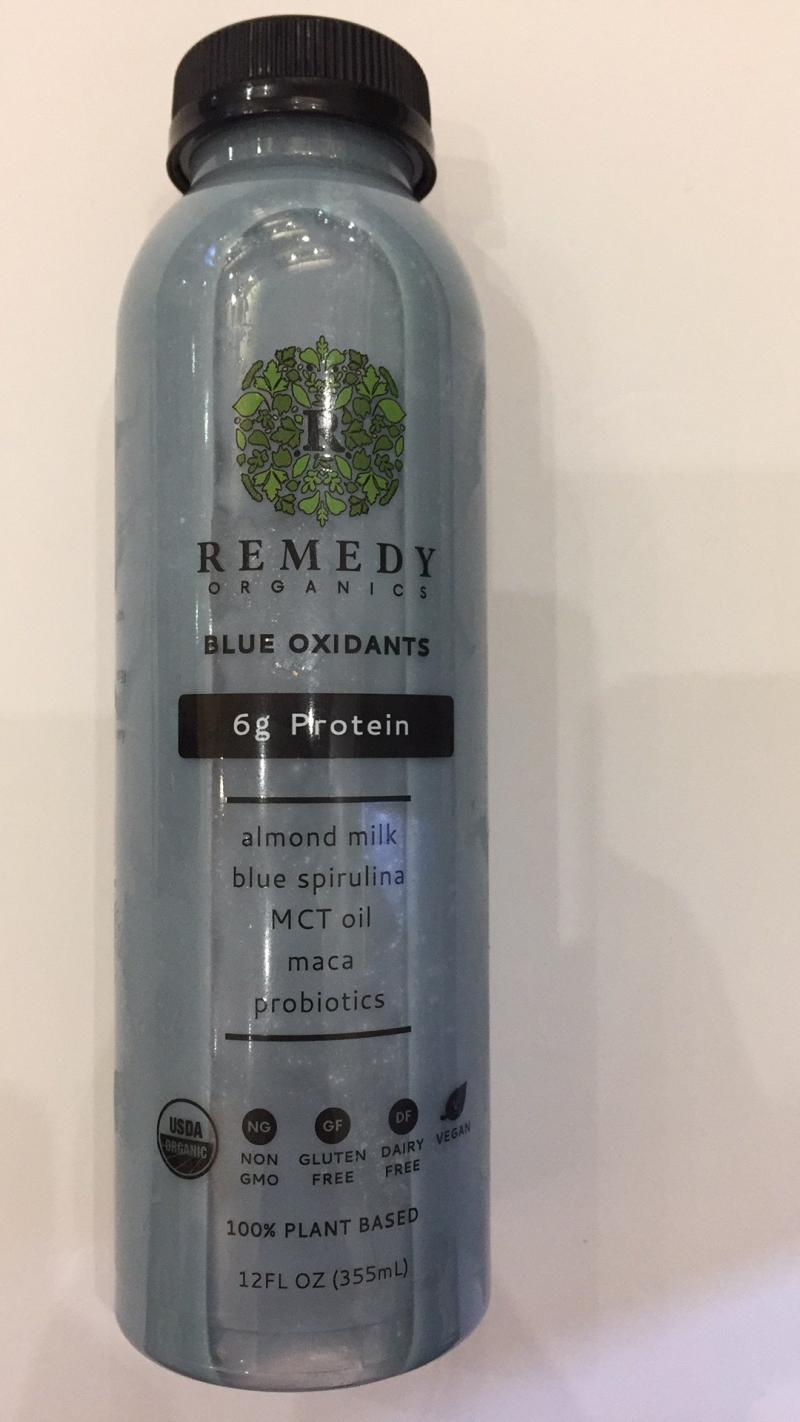 R
REMEDY
ORGANICS
BLUE OXIDANTS
6g Protein
almond milk
blue spirulina
MCT oil
maca
probiotics
USDA
ORGANIC
NG
NON
GMO
GF
GLUTEN
FREE
DF
DAIRY
FREE
VEGAN
100% PLANT BASED
12FL OZ (355mL)